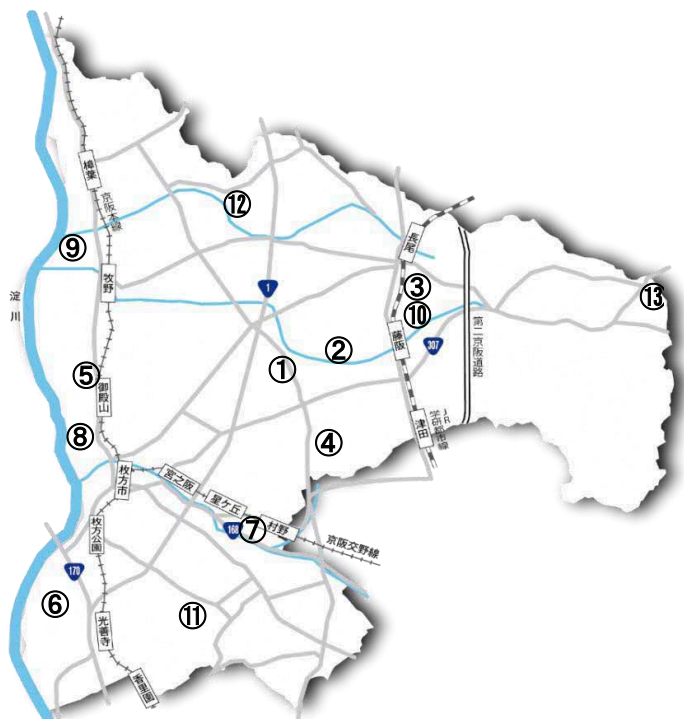 樟葉
京阪本線
⑫
⑨
長尾
牧野
淀川
1
③
⑬
⑩
第二京阪道路
藤阪
307
②
①
⑤
御殿山
津田
JR学研都市線
⑧
④
枚方市
宮之阪
星ケ丘
168
⑦
村野
京阪交野線
枚方公園
170
⑥
⑪
光善寺
香里園